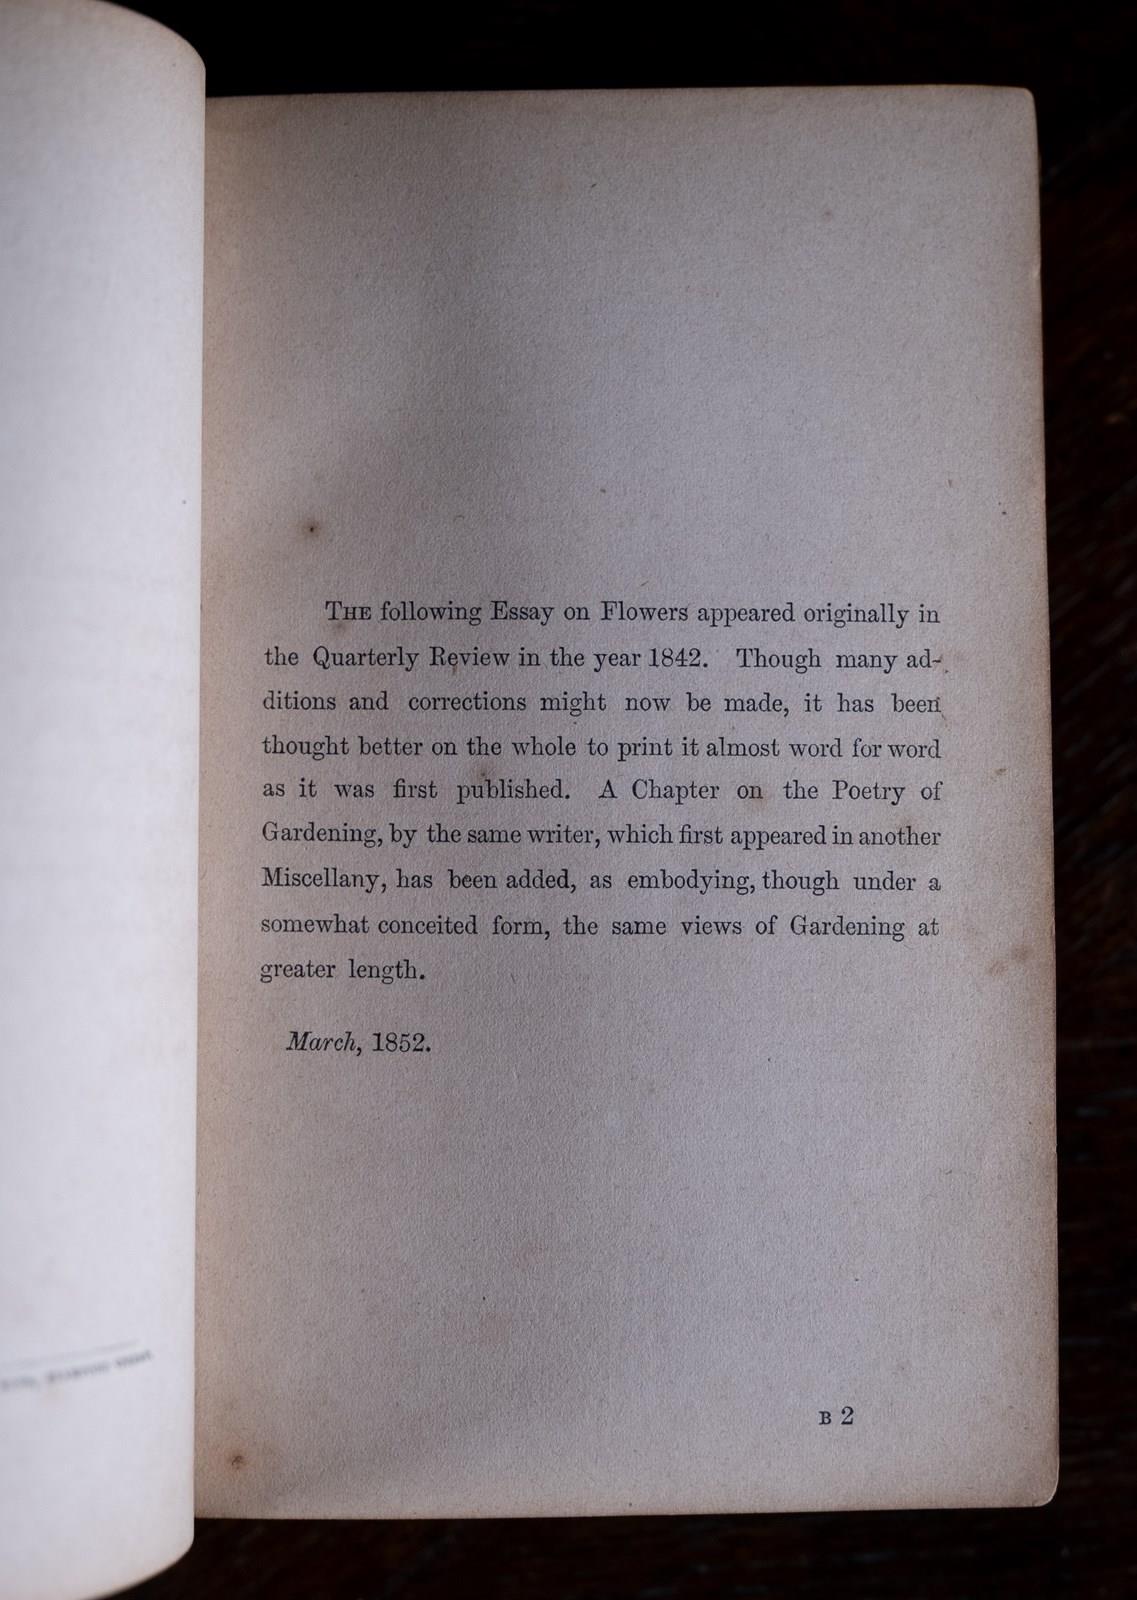 THE following Essay on Flowers appeared originally in
the Quarterly Review in the year 1842. Though many ad-
ditions and corrections might now be made, it has been
thought better on the whole to print it almost word for word
as it was first published. A Chapter on the Poetry of
Gardening, by the same writer, which first appeared in another
Miscellany, has been added, as embodying, though under a
somewhat conceited form, the same views of Gardening at
greater length.
March, 1852.
B 2